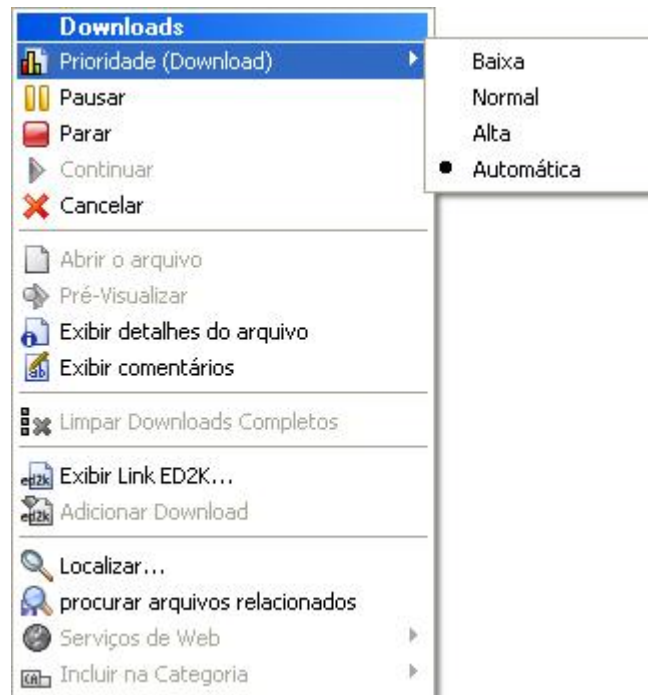 Downloads
Prioridade (Download)
Baixa
Normal
Alta
Automática
Pausar
Parar
Continuar
Cancelar
Abrir o arquivo
Pré-Visualizar
Exibir detalhes do arquivo
Exibir comentários
Limpar Downloads Completos
ed2k Exibir Link ED2K...
ed2k Adicionar Download
Localizar...
procurar arquivos relacionados
Serviços de Web
Incluir na Categoria